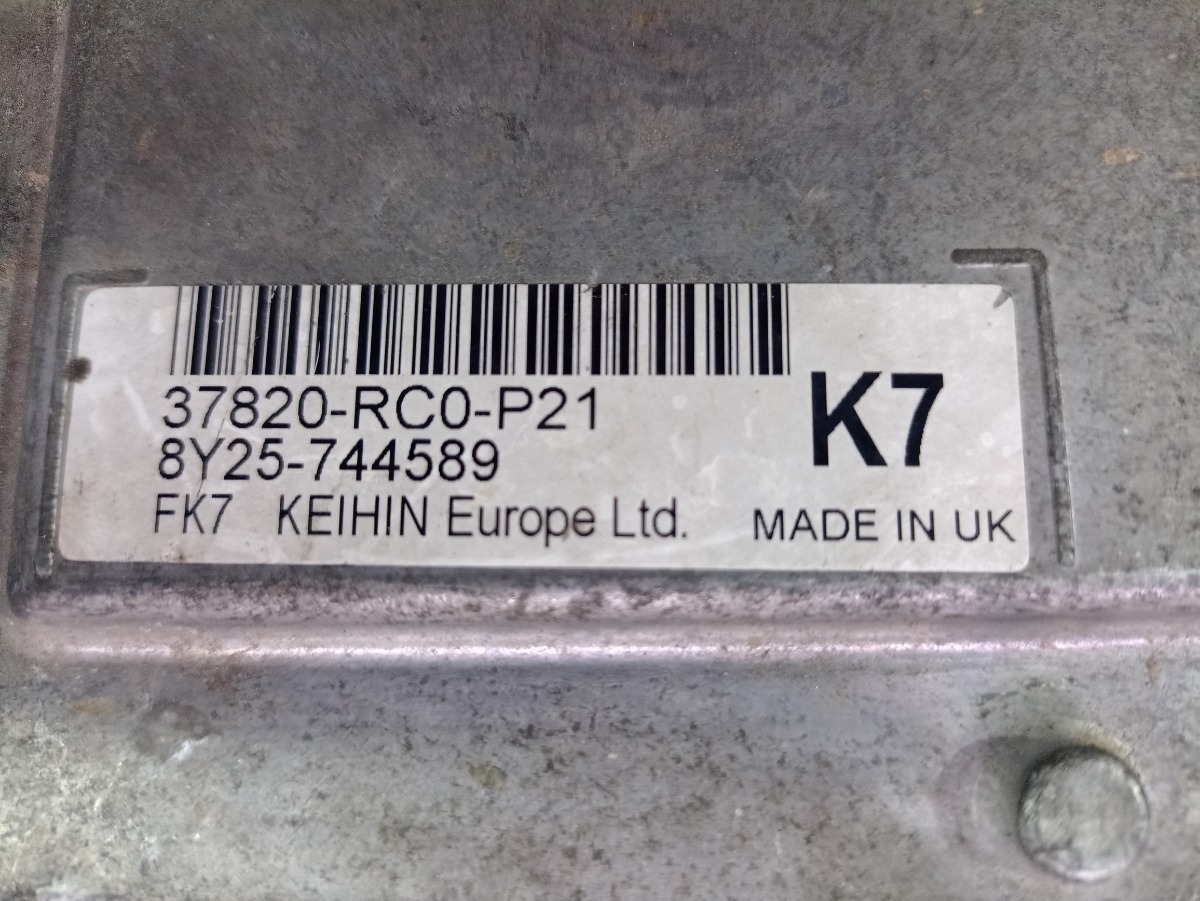 37820-RC0-P21
8Y25-744589
K7
FK7 KEIHIN Europe Ltd. MADE IN UK